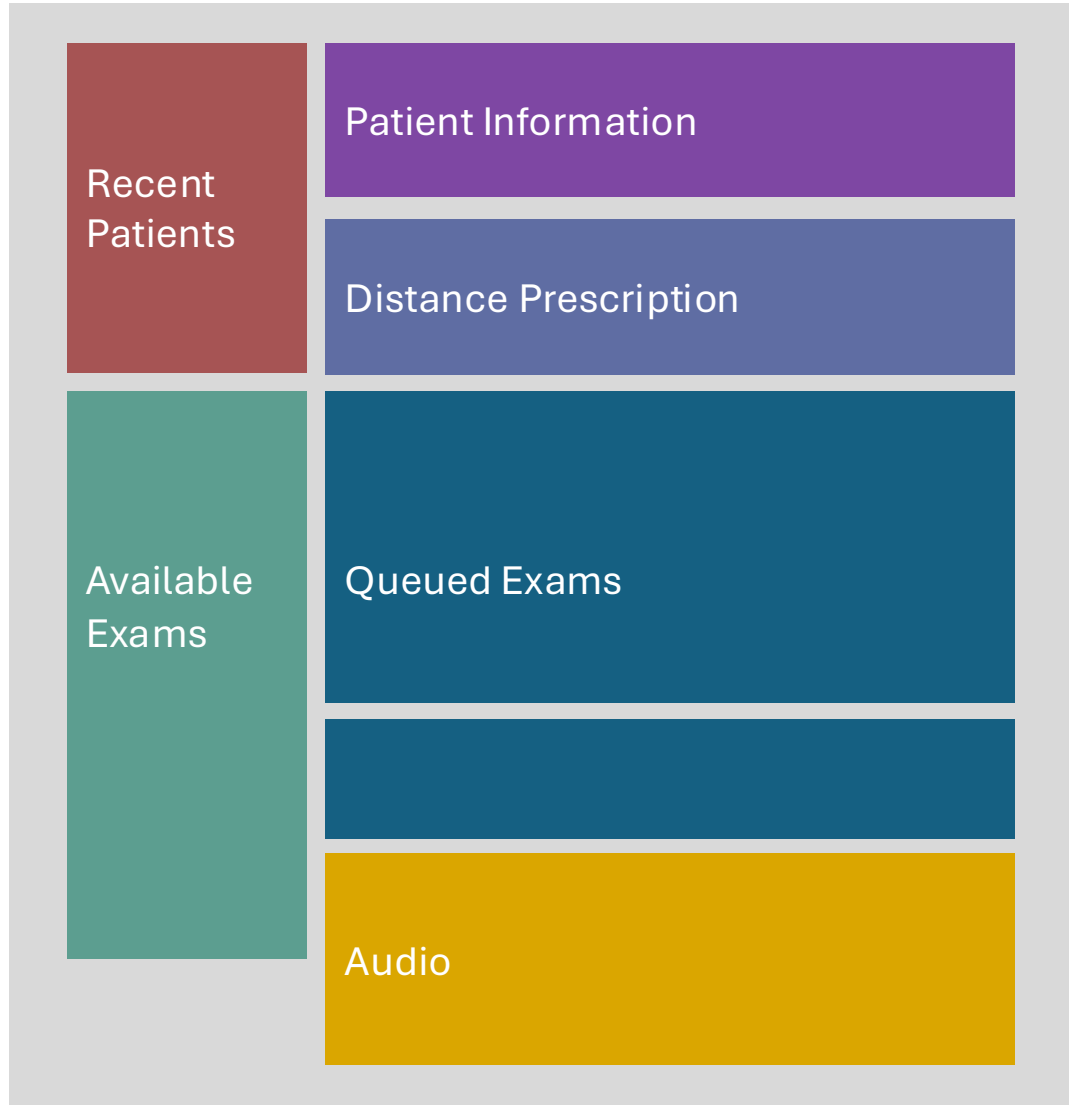 Recent
Patients
Patient Information
Distance Prescription
Available
Exams
Queued Exams
Audio